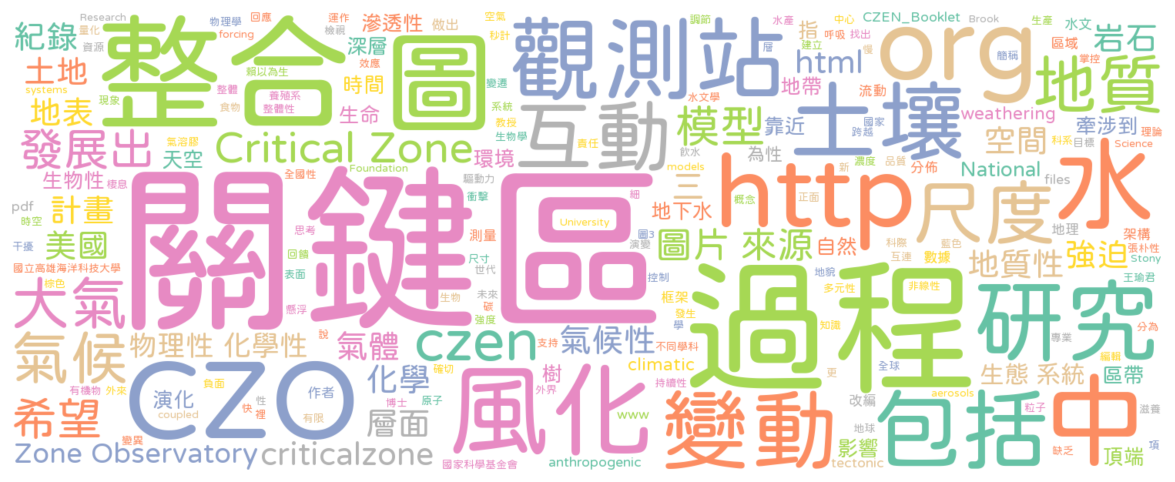 Research 量化 物理學 回應 運作 做出 空氣 秒計 調節 水產 中心 CZEN_Booklet Brook 生產 水文
紀錄 資源 forcing 檢視 滲透性 層 建立 呼吸 找出 慢 簡稱 指 區域 掌控 岩石
整合圖 觀測站 org
土地 systems 整體 賴以為生 效應 深層 時間 變遷 html 地帶 流動 國家 跨越 地質
地表 現象 食物 養殖系 整體性 生命 系統 教授 水文學 土壤 weathering 理論 Science
發展出 氣溶膠 Critical Zone 環境 生物學 互動 責任 模型 靠近 為性 濃度 品質 空間 牽涉到 科系 目標
天空 Foundation 飲水 models 三 新 分佈 National files
生物性 棲息 全國性 驅動力 衝擊 關鍵區 細 地下水 概念 http 正面 尺度 水
pdf 時空 計畫 思考 University 圖3 地理 架構
干擾 美國 回饋 測量 演變 圖片 來源 自然 科際 藍色 互連 數據 地質性 強迫 張朴性 Stony
國立高雄海洋科技大學 棕色 表面 尺寸 世代 控制 地貌 多元性 非線性 王瑜君
大氣 懸浮 生物 未來 碳 強度 框架 發生 過程 研究
氣候 物理性 化學性 氣體 czen 氣候性 學 知識 專業 分為
說 支持 不同學科 確切 climatic 更 全球 編輯
有機物 外來 負面 CZO 作者 化學 樹 外界 持續性 生態 系統 區帶
希望 演化 coupled 快 性 裡 有限 博士 原子 風化 www 改編 aerosols 粒子 滋養
變異 層面 變動 地球 包括 中
Zone Observatory criticalzone 國家科學基金會 anthropogenic 影響 tectonic 缺乏 頂端 項